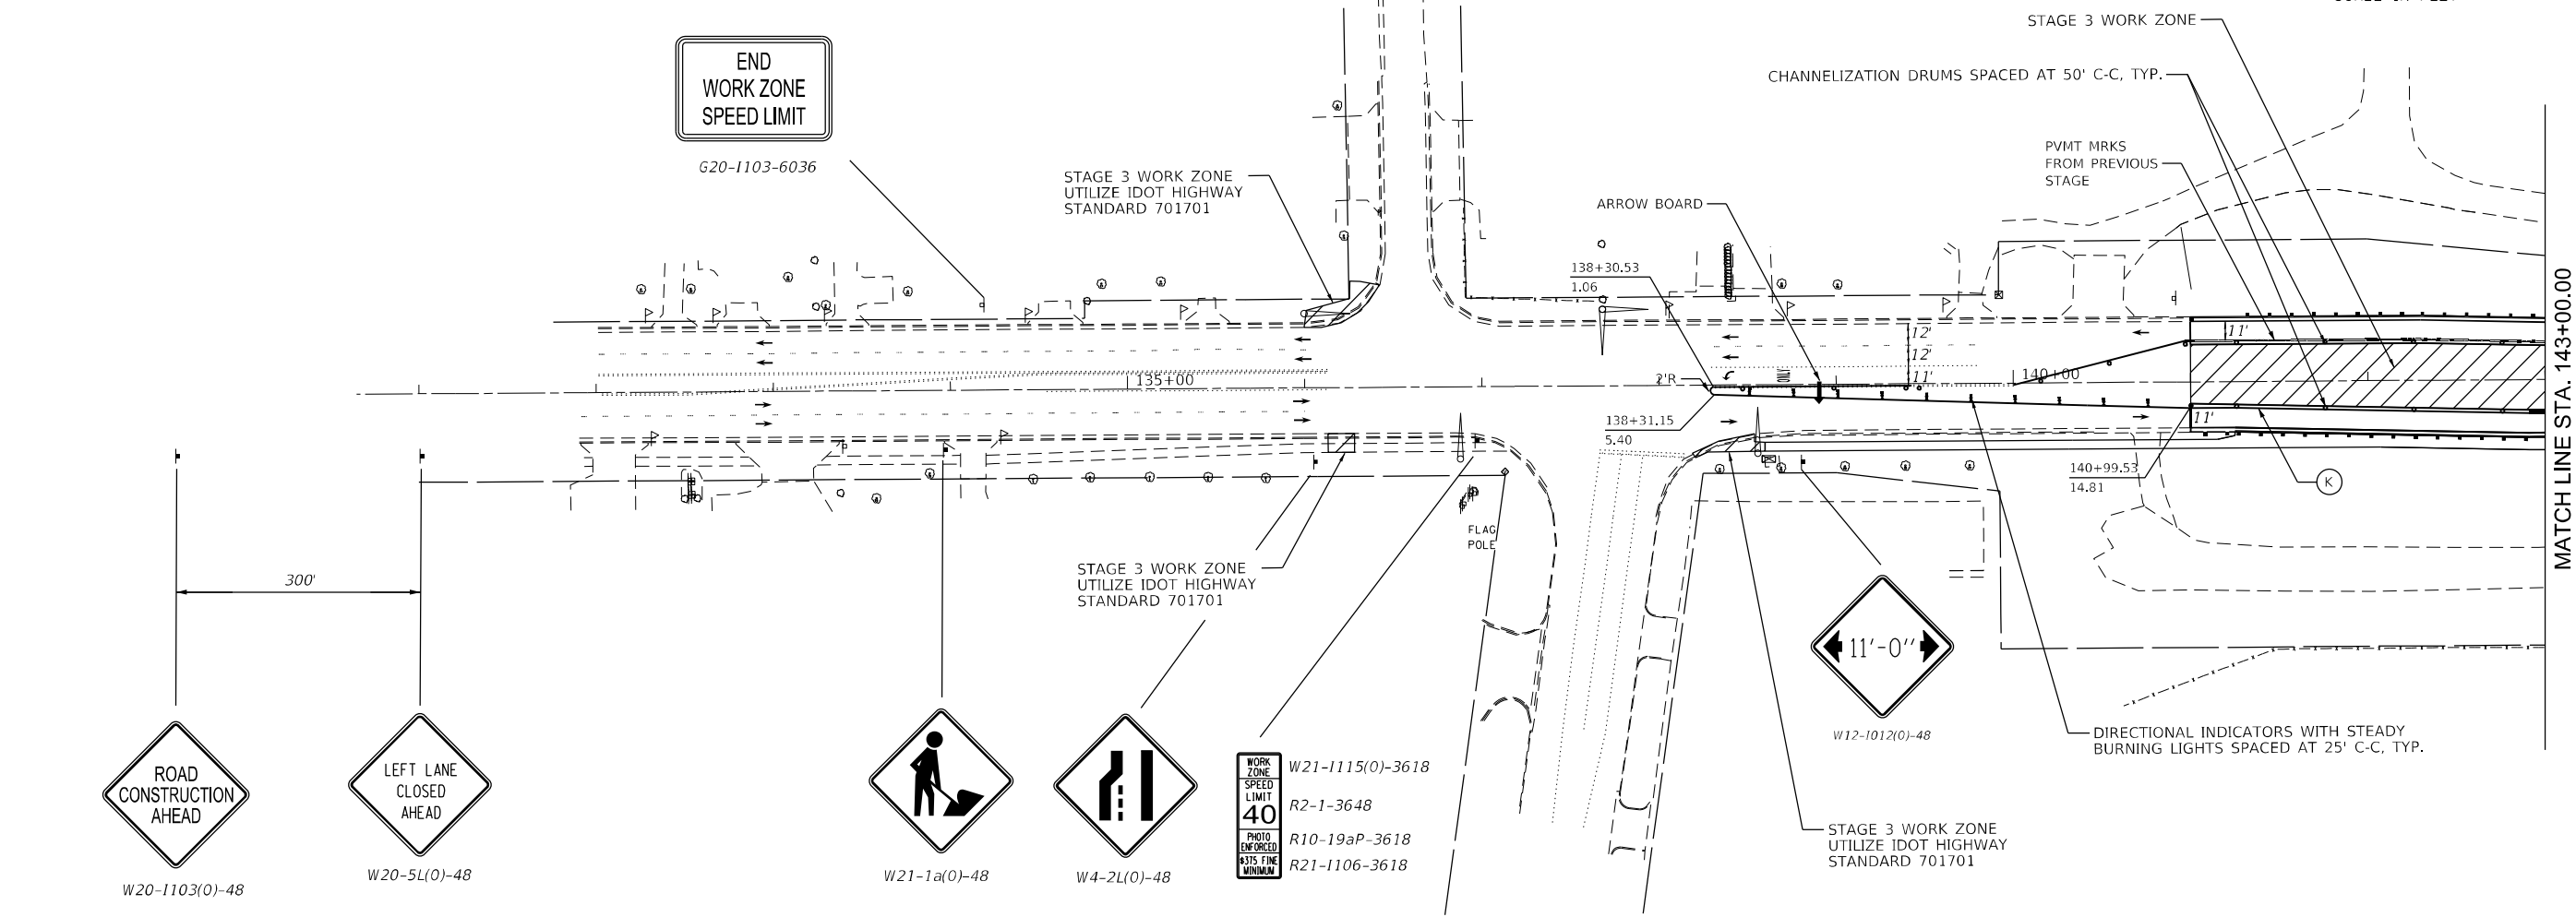 STAGE 3 WORK ZONE
CHANNELIZATION DRUMS SPACED AT 50' C-C, TYP.
END
WORK ZONE
SPEED LIMIT
G20-I103-6036
STAGE 3 WORK ZONE
UTILIZE IDOT HIGHWAY
STANDARD 701701
PVMT MRKS
FROM PREVIOUS
STAGE
ARROW BOARD
138+30.53
1.06
12'
12'
11'
11'
ONLY
2'R
135+00
140+00
138+31.15
5.40
11'
140+99.53
14.81
K
MATCH LINE STA. 143+00.00
FLAG
POLE
300'
STAGE 3 WORK ZONE
UTILIZE IDOT HIGHWAY
STANDARD 701701
11'-0"
W12-I012(0)-48
DIRECTIONAL INDICATORS WITH STEADY
BURNING LIGHTS SPACED AT 25' C-C, TYP.
ROAD
CONSTRUCTION
AHEAD
W20-I103(0)-48
LEFT LANE
CLOSED
AHEAD
W20-5L(0)-48
W21-1a(0)-48
W4-2L(0)-48
WORK
ZONE
SPEED
LIMIT
40
PHOTO
ENFORCED
$375 FINE
MINIMUM
W21-I115(0)-3618
R2-1-3648
R10-19aP-3618
R21-I106-3618
STAGE 3 WORK ZONE
UTILIZE IDOT HIGHWAY
STANDARD 701701